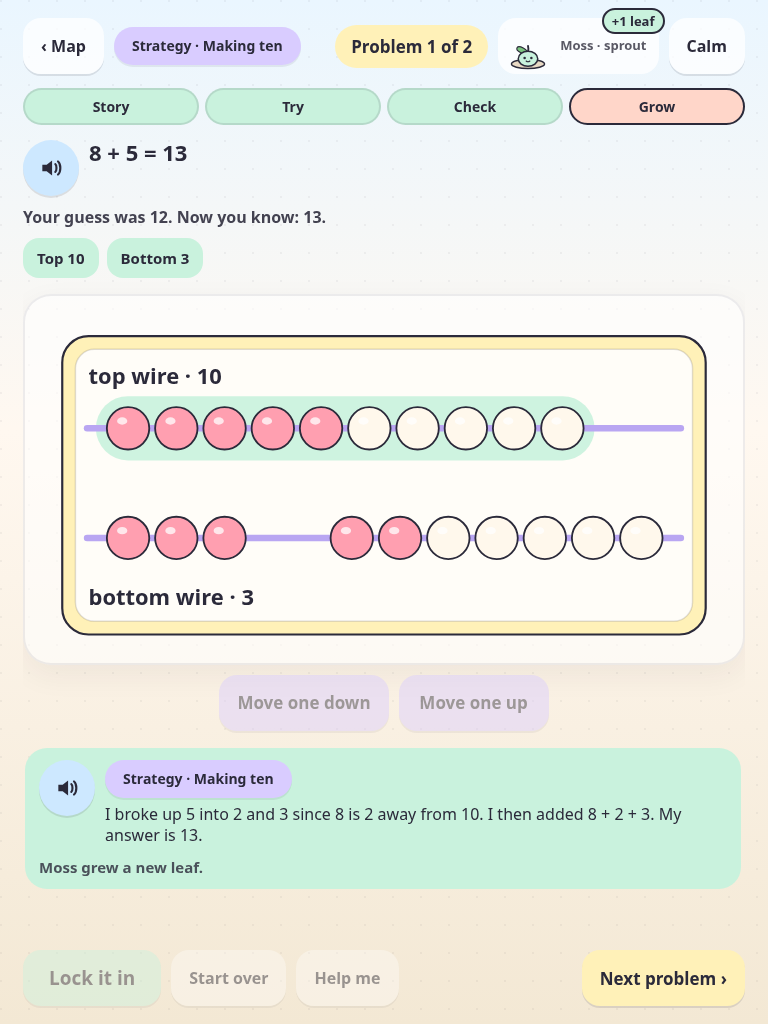 ‹ Map
Strategy · Making ten
Problem 1 of 2
+1 leaf
Moss · sprout
Calm
Story
Try
Check
Grow
8 + 5 = 13
Your guess was 12. Now you know: 13.
Top 10
Bottom 3
top wire · 10
bottom wire · 3
Move one down
Move one up
Strategy · Making ten
I broke up 5 into 2 and 3 since 8 is 2 away from 10. I then added 8 + 2 + 3. My
answer is 13.
Moss grew a new leaf.
Lock it in
Start over
Help me
Next problem ›